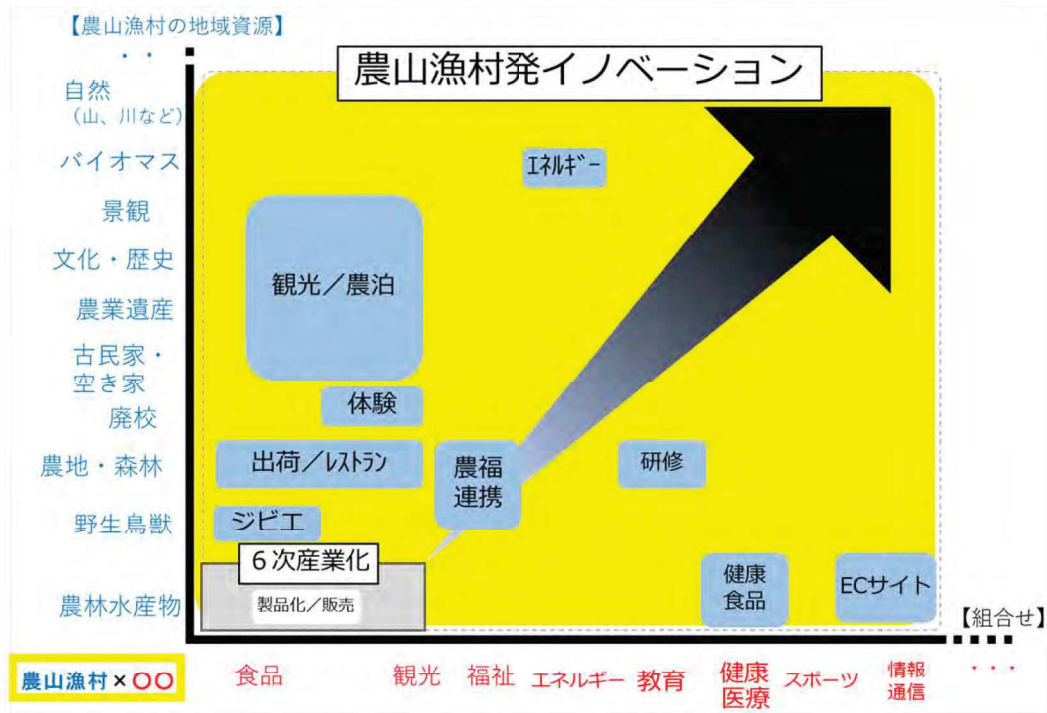 【農山漁村の地域資源】
・・
農山漁村発イノベーション
自然
（山、川など）
バイオマス
ｴﾈﾙｷﾞｰ
景観
文化・歴史
観光／農泊
農業遺産
古民家・
空き家
体験
廃校
農地・森林
出荷／ﾚｽﾄﾗﾝ
農福
連携
研修
野生鳥獣
ジビエ
６次産業化
農林水産物
製品化／販売
健康
食品
ECサイト
【組合せ】
農山漁村×〇〇
食品
観光
福祉
エネルギー
教育
健康
医療
スポーツ
情報
通信
・・・